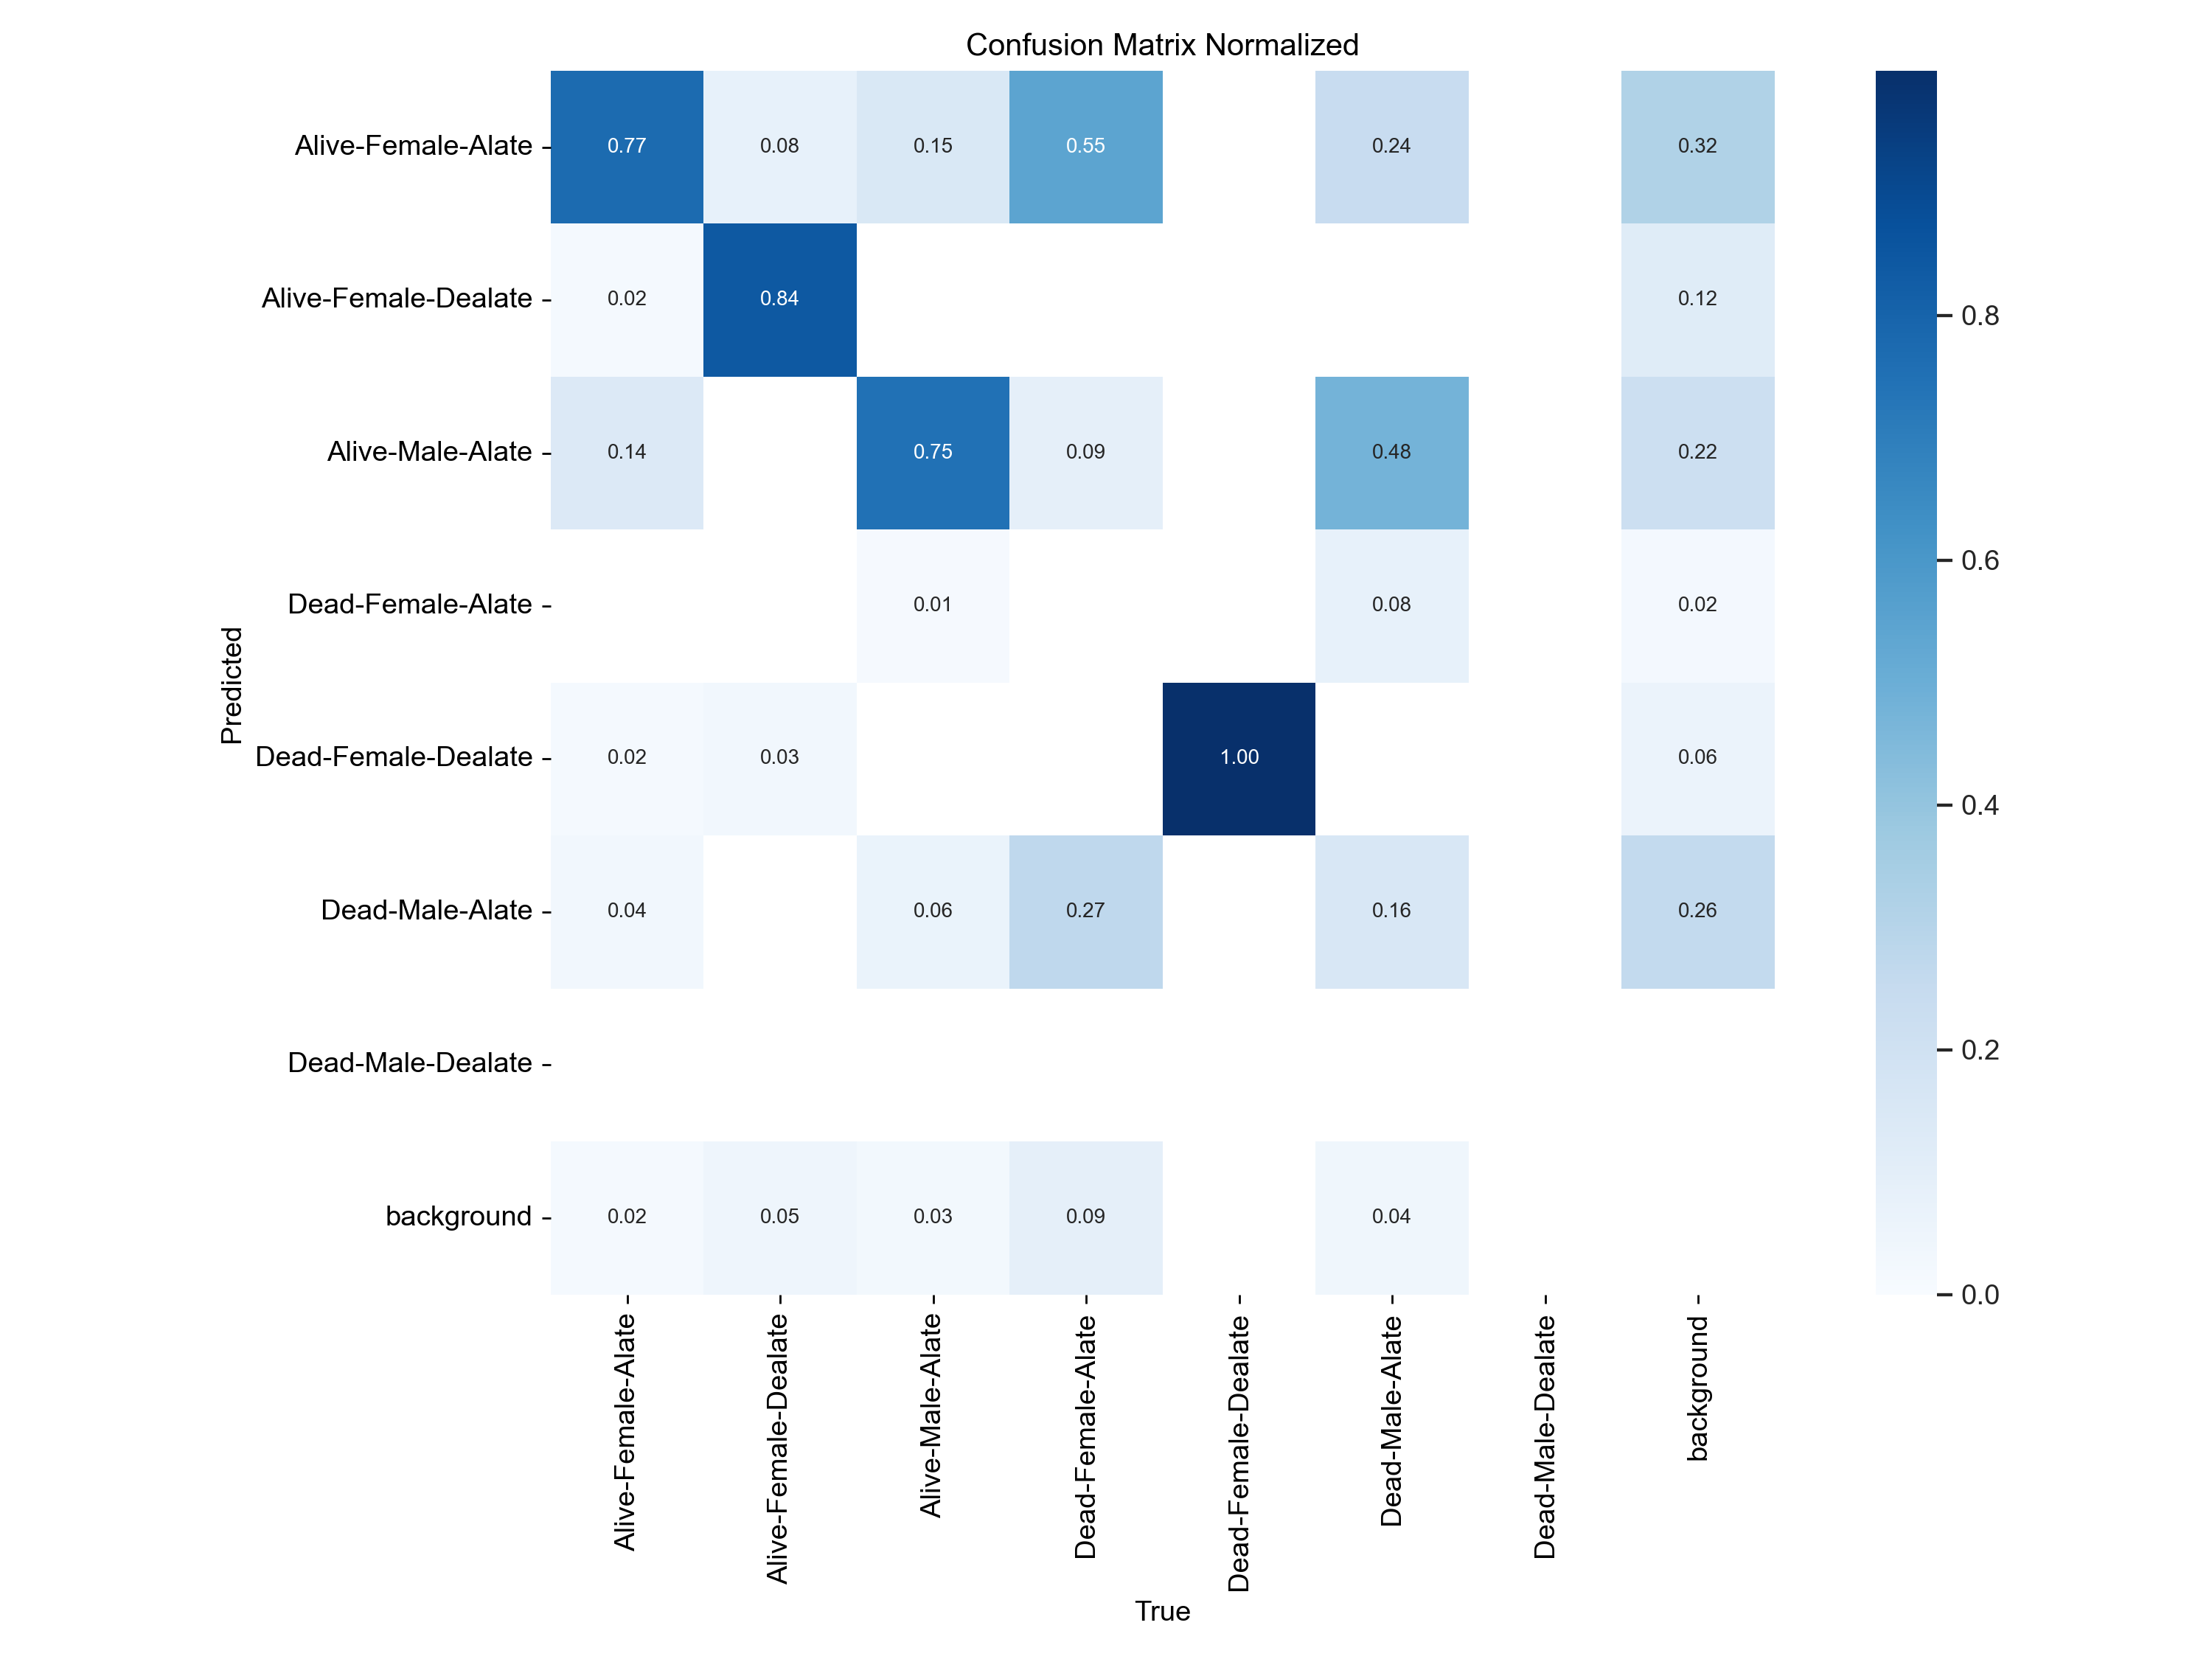 Confusion Matrix Normalized
Predicted
Alive-Female-Alate 0.77 0.08 0.15 0.55 0.24 0.32
Alive-Female-Dealate 0.02 0.84 0.12
Alive-Male-Alate 0.14 0.75 0.09 0.48 0.22
Dead-Female-Alate 0.01 0.08 0.02
Dead-Female-Dealate 0.02 0.03 1.00 0.06
Dead-Male-Alate 0.04 0.06 0.27 0.16 0.26
Dead-Male-Dealate
background 0.02 0.05 0.03 0.09 0.04
Alive-Female-Alate
Alive-Female-Dealate
Alive-Male-Alate
Dead-Female-Alate
Dead-Female-Dealate
Dead-Male-Alate
Dead-Male-Dealate
background
True
0.8
0.6
0.4
0.2
0.0